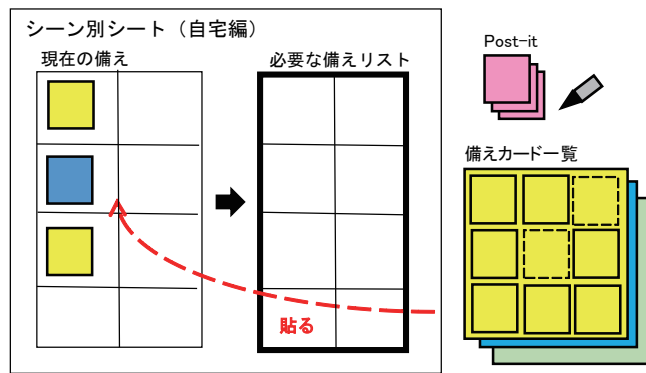 シーン別シート（自宅編）
現在の備え
必要な備えリスト
貼る
Post-it
備えカード一覧